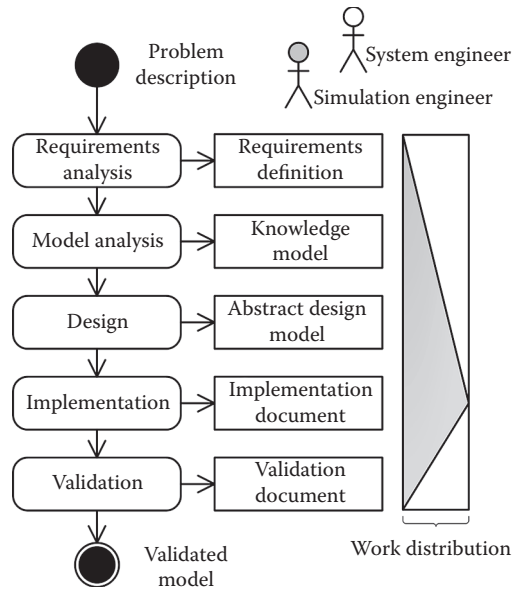 Problem
description
System engineer
Simulation engineer
Requirements
analysis
Requirements
definition
Model analysis
Knowledge
model
Design
Abstract design
model
Implementation
Implementation
document
Validation
Validation
document
Validated
model
Work distribution